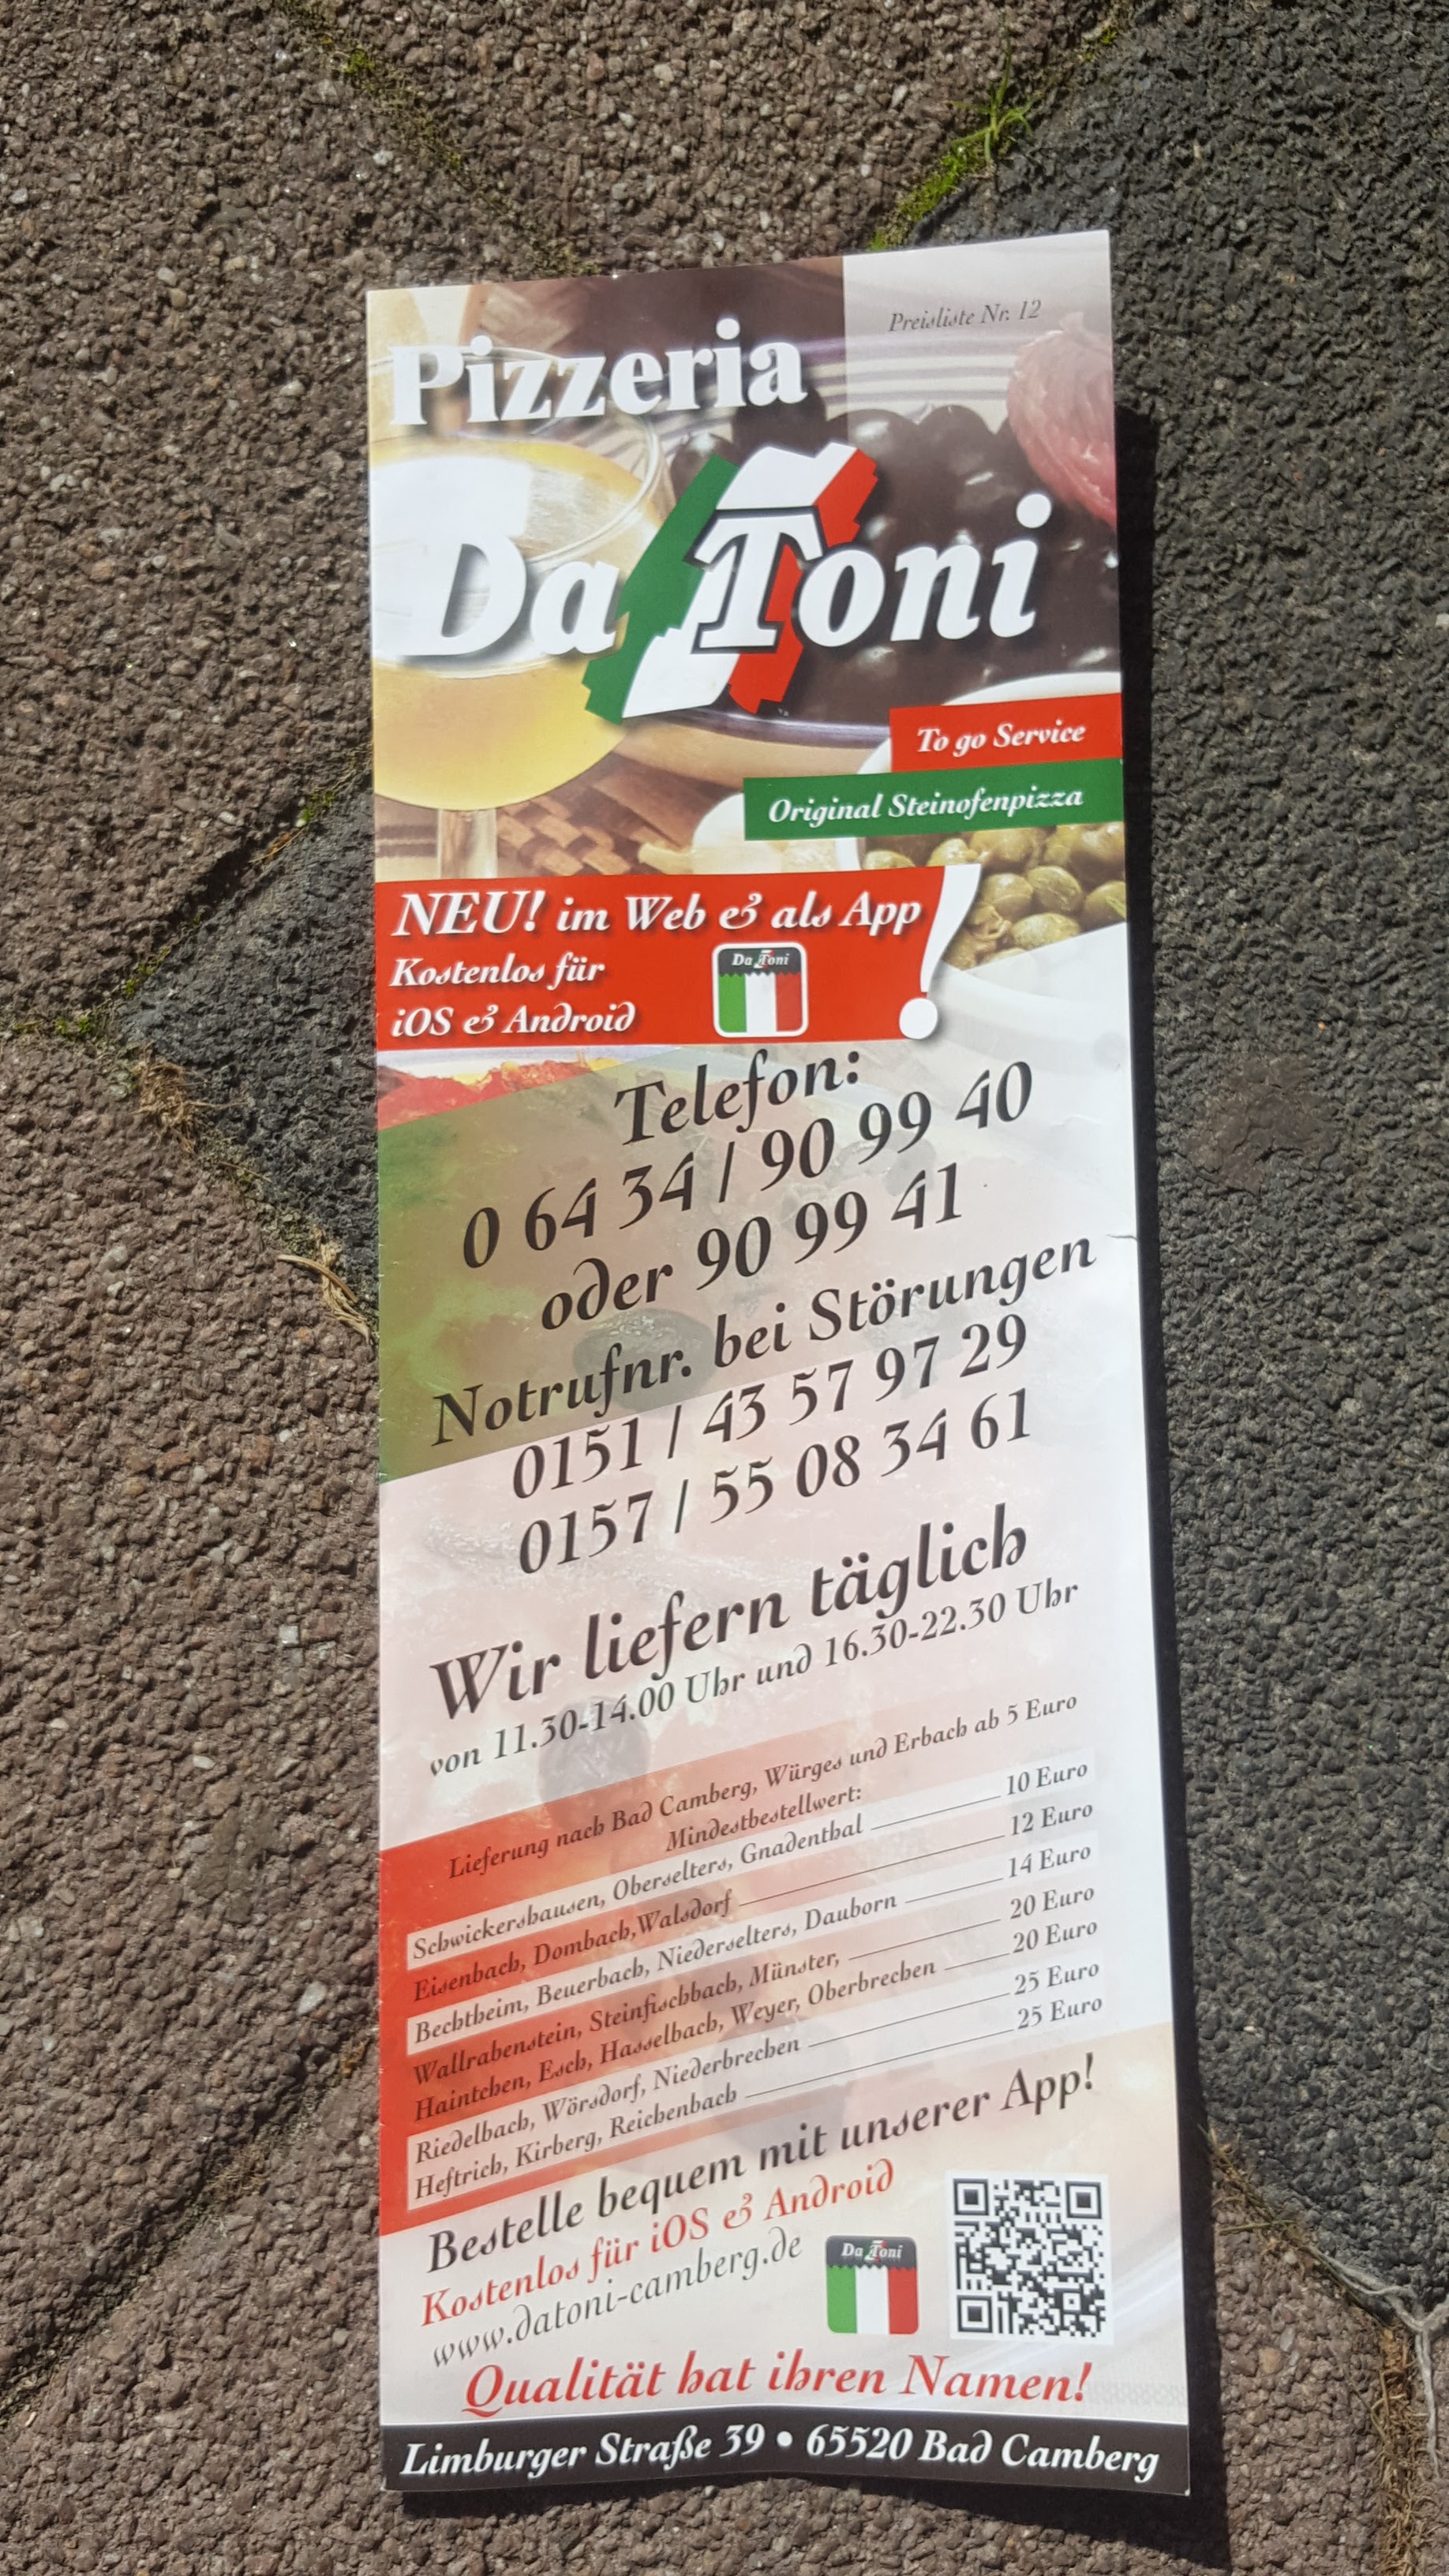 Preisliste Nr. 12
Pizzeria
Da Toni
To go Service
Original Steinofenpizza
NEU! im Web & als App!
Kostenlos für
iOS & Android
Da Toni
Telefon:
0 64 34 / 90 99 40
oder 90 99 41
Notrufnr. bei Störungen
0151 / 43 57 97 29
0157 / 55 08 34 61
Wir liefern täglich
von 11.30-14.00 Uhr und 16.30-22.30 Uhr
Lieferung nach Bad Camberg, Würges und Erbach ab 5 Euro
Mindestbestellwert:
Schwickershausen, Oberselters, Gnadenthal 10 Euro
Eisenbach, Dombach,Walsdorf 12 Euro
Bechtheim, Beuerbach, Niederselters, Dauborn 14 Euro
Wallrabenstein, Steinfischbach, Münster, 20 Euro
Haintchen, Esch, Hasselbach, Weyer, Oberbrechen 20 Euro
Riedelbach, Wörsdorf, Niederbrechen 25 Euro
Heftrich, Kirberg, Reichenbach 25 Euro
Bestelle bequem mit unserer App!
Kostenlos für iOS & Android
www.datoni-camberg.de
Da Toni
Qualität hat ihren Namen!
Limburger Straße 39 • 65520 Bad Camberg